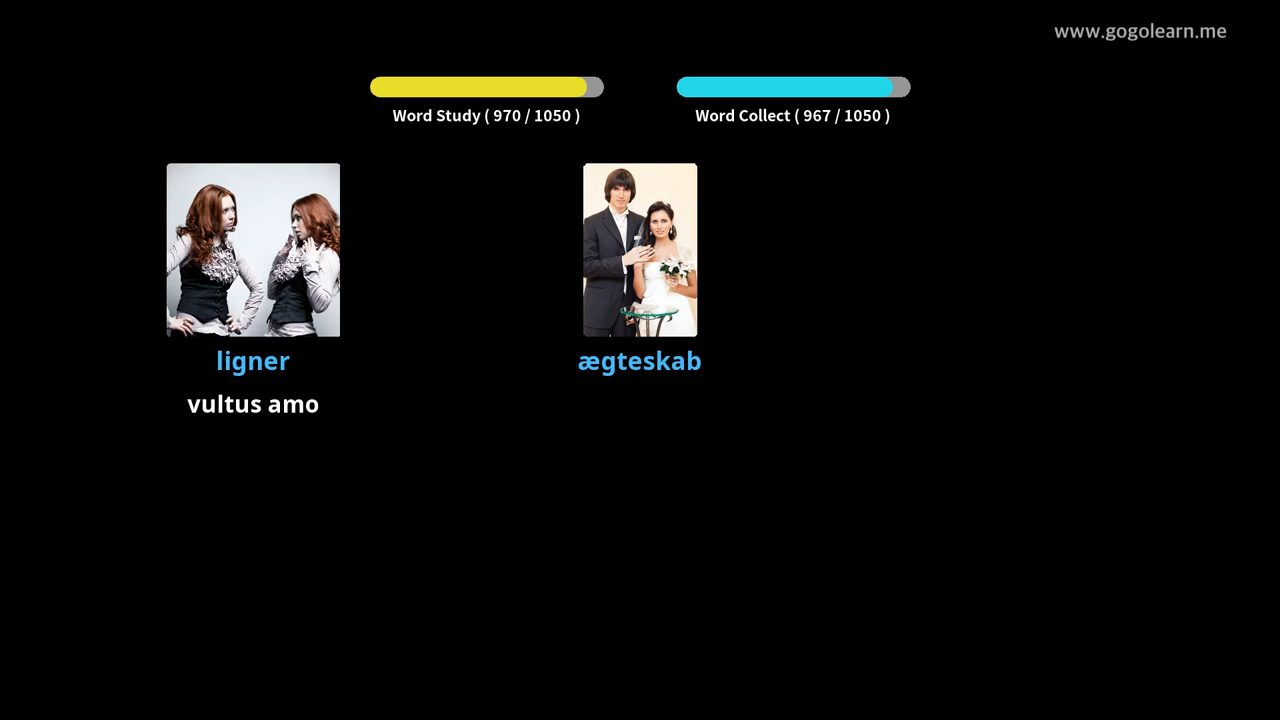 www.gogolearn.me
Word Study ( 970 / 1050 )
Word Collect ( 967 / 1050 )
ligner
ægteskab
vultus amo